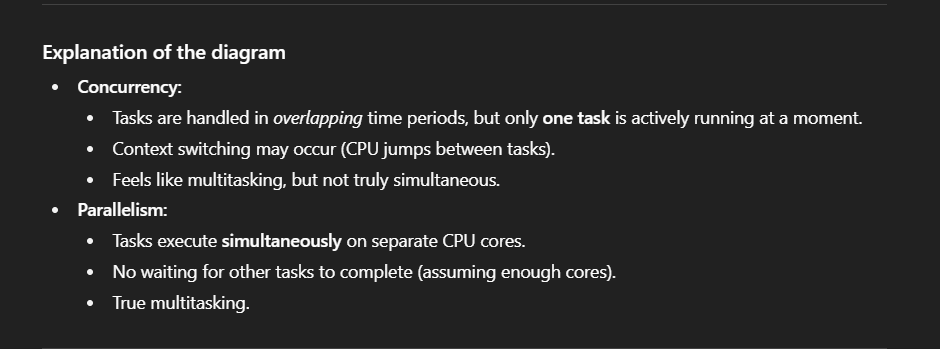 Explanation of the diagram
• Concurrency:
• Tasks are handled in overlapping time periods, but only one task is actively running at a moment.
• Context switching may occur (CPU jumps between tasks).
• Feels like multitasking, but not truly simultaneous.
• Parallelism:
• Tasks execute simultaneously on separate CPU cores.
• No waiting for other tasks to complete (assuming enough cores).
• True multitasking.